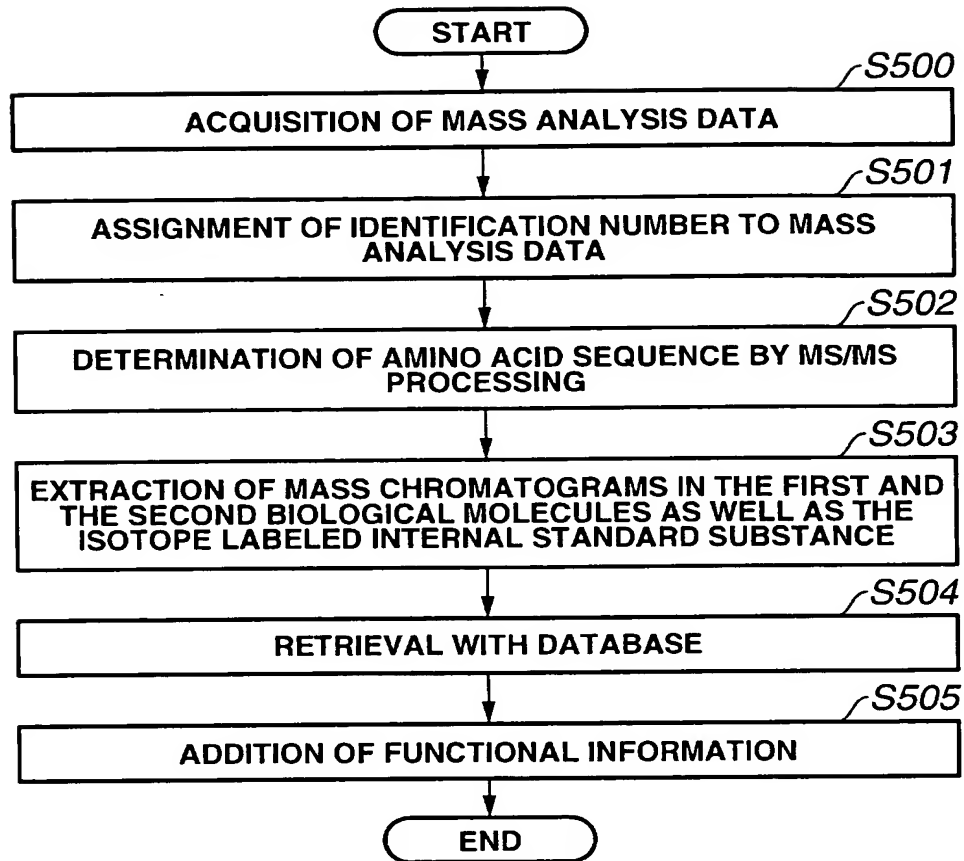 START
S500
ACQUISITION OF MASS ANALYSIS DATA
S501
ASSIGNMENT OF IDENTIFICATION NUMBER TO MASS
ANALYSIS DATA
S502
DETERMINATION OF AMINO ACID SEQUENCE BY MS/MS
PROCESSING
S503
EXTRACTION OF MASS CHROMATOGRAMS IN THE FIRST AND
THE SECOND BIOLOGICAL MOLECULES AS WELL AS THE
ISOTOPE LABELED INTERNAL STANDARD SUBSTANCE
S504
RETRIEVAL WITH DATABASE
S505
ADDITION OF FUNCTIONAL INFORMATION
END